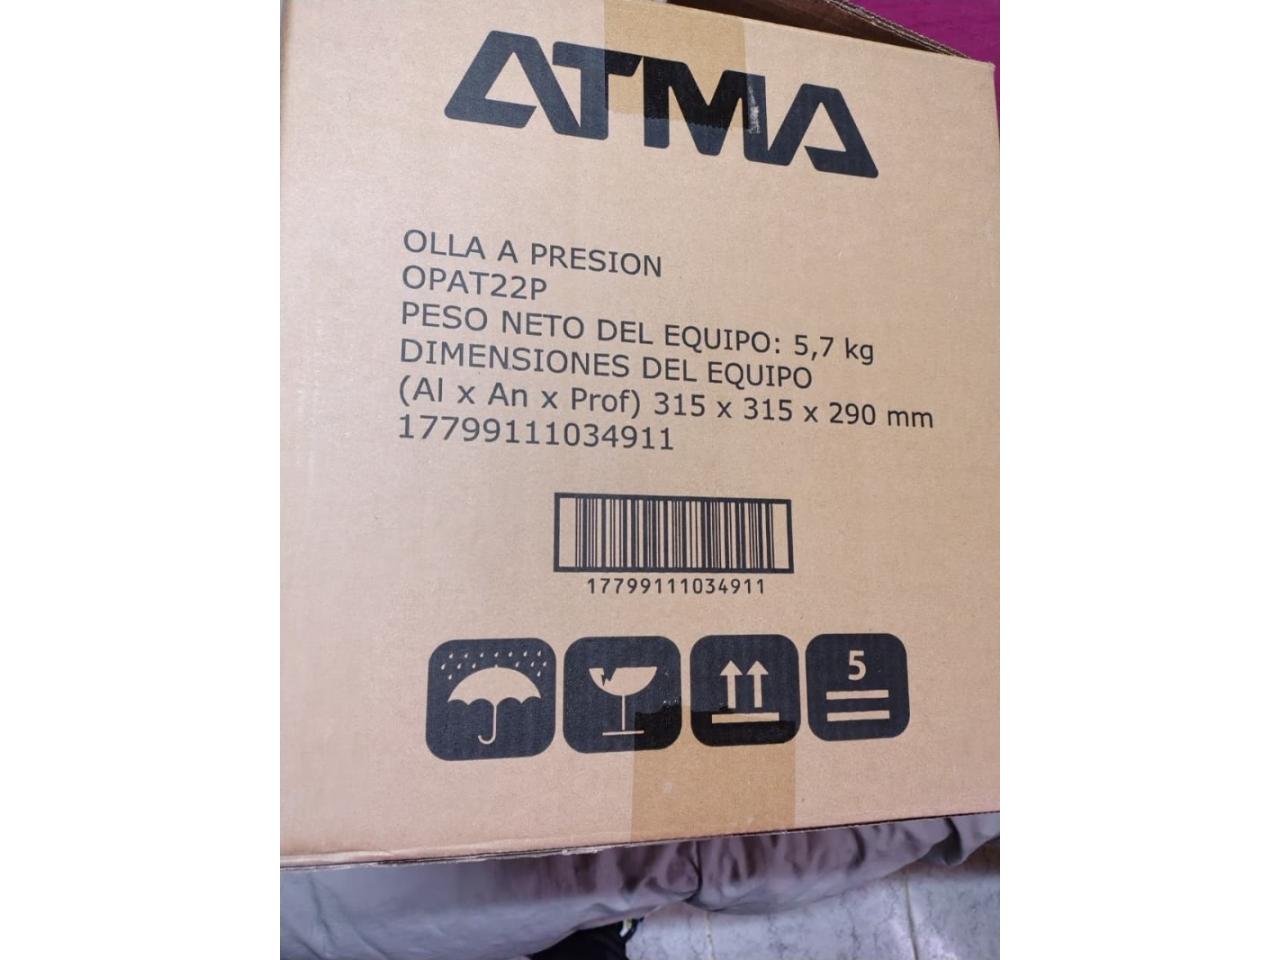 ATMA
OLLA A PRESION
OPAT22P
PESO NETO DEL EQUIPO: 5,7 kg
DIMENSIONES DEL EQUIPO
(Al x An x Prof) 315 x 315 x 290 mm
17799111034911
17799111034911
5